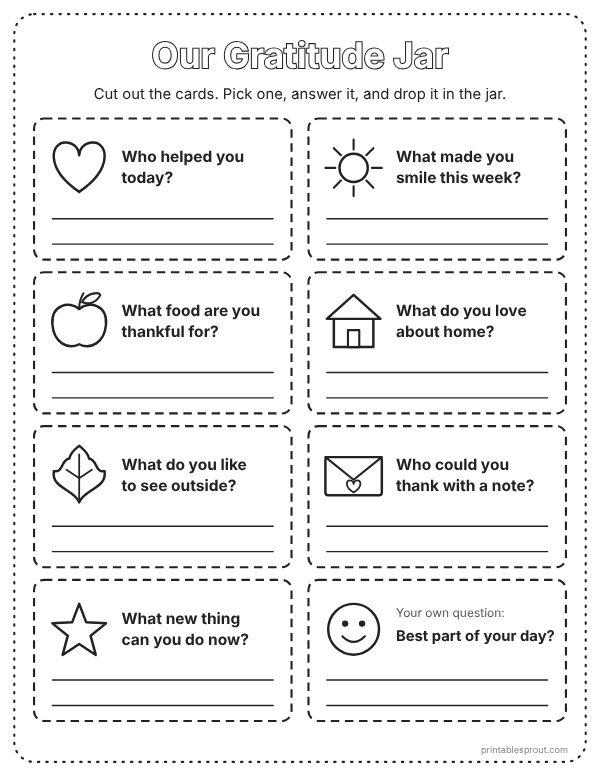 Our Gratitude Jar
Cut out the cards. Pick one, answer it, and drop it in the jar.
Who helped you
today?
What made you
smile this week?
What food are you
thankful for?
What do you love
about home?
What do you like
to see outside?
Who could you
thank with a note?
What new thing
can you do now?
Your own question:
Best part of your day?
printablesprout.com